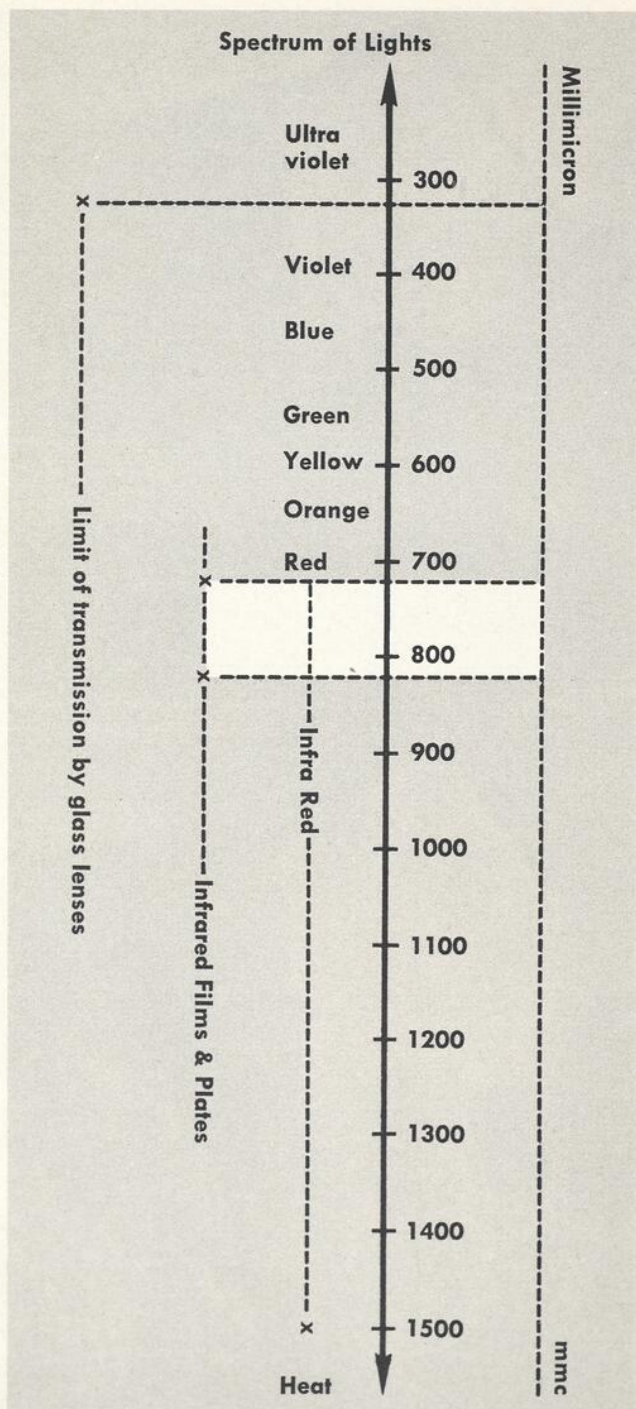 Spectrum of Lights
Millimicron
Ultra
violet
300
x
Violet
400
Blue
500
Green
Yellow
600
Orange
Red
700
x
800
x
900
Infra Red
1000
Limit of transmission by glass lenses
Infrared Films & Plates
1100
1200
1300
1400
x
1500
mmc
Heat